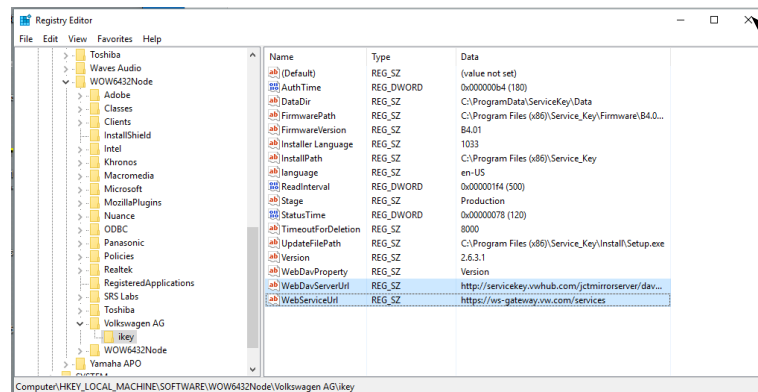 Registry Editor
File Edit View Favorites Help
Toshiba
Waves Audio
WOW6432Node
Adobe
Classes
Clients
InstallShield
Intel
Khronos
Macromedia
Microsoft
MozillaPlugins
Nuance
ODBC
Panasonic
Policies
Realtek
RegisteredApplications
SRS Labs
Toshiba
Volkswagen AG
ikey
WOW6432Node
Yamaha APO
SYSTEM
Name Type Data
(Default) REG_SZ (value not set)
AuthTime REG_DWORD 0x000000b4 (180)
DataDir REG_SZ C:\ProgramData\ServiceKey\Data
FirmwarePath REG_SZ C:\Program Files (x86)\Service_Key\Firmware\B4.0...
FirmwareVersion REG_SZ B4.01
Installer Language REG_SZ 1033
InstallPath REG_SZ C:\Program Files (x86)\Service_Key
language REG_SZ en-US
ReadInterval REG_DWORD 0x000001f4 (500)
Stage REG_SZ Production
StatusTime REG_DWORD 0x00000078 (120)
TimeoutForDeletion REG_SZ 8000
UpdateFilePath REG_SZ C:\Program Files (x86)\Service_Key\Install\Setup.exe
Version REG_SZ 2.6.3.1
WebDavProperty REG_SZ Version
WebDavServerUrl REG_SZ http://servicekey.vwhub.com/jctmirrorserver/dav...
WebServiceUrl REG_SZ https://ws-gateway.vw.com/services
Computer\HKEY_LOCAL_MACHINE\SOFTWARE\WOW6432Node\Volkswagen AG\ikey